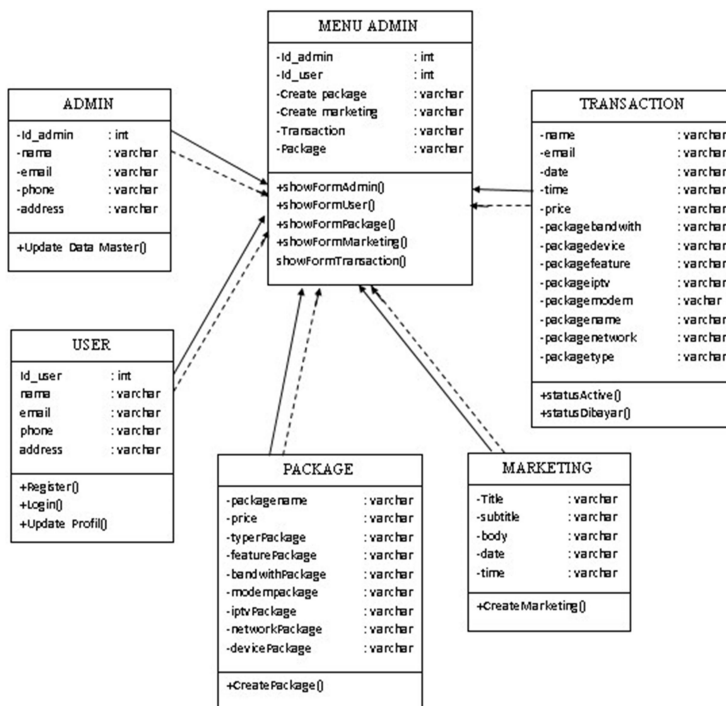 MENU ADMIN
-Id_admin : int
-Id_user : int
-Create package : varchar
-Create marketing : varchar
-Transaction : varchar
-Package : varchar
+showFormAdmin()
+showFormUser()
+showFormPackage()
+showFormMarketing()
showFormTransaction()
ADMIN
-Id_admin : int
-nama : varchar
-email : varchar
-phone : varchar
-address : varchar
+Update Data Master()
TRANSACTION
-name : varchar
-email : varchar
-date : varchar
-time : varchar
-price : varchar
-packagebandwith : varchar
-packagedevice : varchar
-packagefeature : varchar
-packageiptv : varchar
-packagemodem : vachar
-packagename : varchar
-packagenetwork : varchar
-packagetype : varchar
+statusActive()
+statusDibayar()
USER
Id_user : int
nama : varchar
email : varchar
phone : varchar
address : varchar
+Register()
+Login()
+Update Profil()
PACKAGE
-packagename : varchar
-price : varchar
-typerPackage : varchar
-featurePackage : varchar
-bandwithPackage : varchar
-modempackage : varchar
-iptvPackage : varchar
-networkPackage : varchar
-devicePackage : varchar
+CreatePackage()
MARKETING
-Title : varchar
-subtitle : varchar
-body : varchar
-date : varchar
-time : varchar
+CreateMarketing()